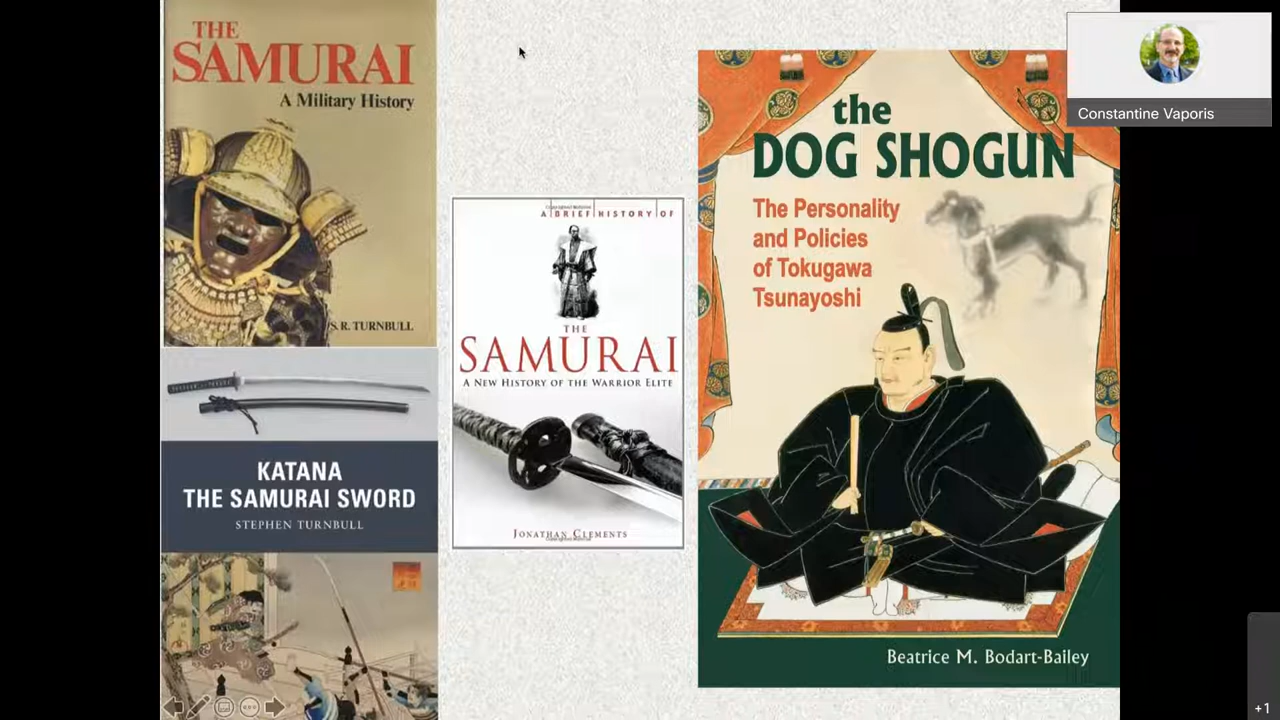 THE
SAMURAI
A Military History
S. R. TURNBULL
KATANA
THE SAMURAI SWORD
STEPHEN TURNBULL
A BRIEF HISTORY OF
THE
SAMURAI
A NEW HISTORY OF THE WARRIOR ELITE
JONATHAN CLEMENTS
the
DOG SHOGUN
The Personality
and Policies
of Tokugawa
Tsunayoshi
Beatrice M. Bodart-Bailey
Constantine Vaporis
+1